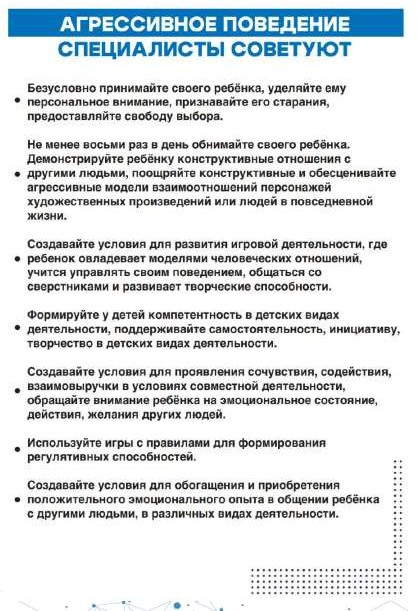 АГРЕССИВНОЕ ПОВЕДЕНИЕ
СПЕЦИАЛИСТЫ СОВЕТУЮТ
Безусловно принимайте своего ребёнка, уделяйте ему
• персональное внимание, признавайте его старания,
предоставляйте свободу выбора.
Не менее восьми раз в день обнимайте своего ребёнка.
Демонстрируйте ребёнку конструктивные отношения с
• другими людьми, поощряйте конструктивные и обесценивайте
агрессивные модели взаимоотношений персонажей
художественных произведений или людей в повседневной
жизни.
Создавайте условия для развития игровой деятельности, где
• ребенок овладевает моделями человеческих отношений,
учится управлять своим поведением, общаться со
сверстниками и развивает творческие способности.
Формируйте у детей компетентность в детских видах
• деятельности, поддерживайте самостоятельность, инициативу,
творчество в детских видах деятельности.
Создавайте условия для проявления сочувствия, содействия,
• взаимовыручки в условиях совместной деятельности,
обращайте внимание ребёнка на эмоциональное состояние,
действия, желания других людей.
• Используйте игры с правилами для формирования
регулятивных способностей.
Создавайте условия для обогащения и приобретения
• положительного эмоционального опыта в общении ребёнка
с другими людьми, в различных видах деятельности.